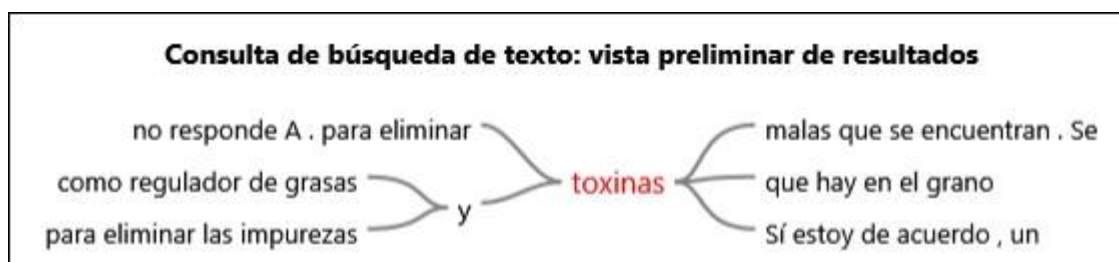 Consulta de búsqueda de texto: vista preliminar de resultados
no responde A . para eliminar
malas que se encuentran . Se
como regulador de grasas
toxinas
que hay en el grano
y
para eliminar las impurezas
Sí estoy de acuerdo , un